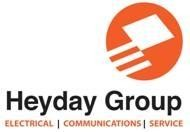 Heyday Group
ELECTRICAL | COMMUNICATIONS | SERVICE